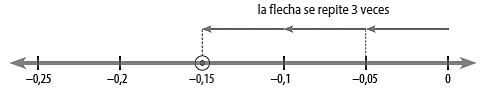 la flecha se repite 3 veces
–0,25 –0,2 –0,15 –0,1 –0,05 0